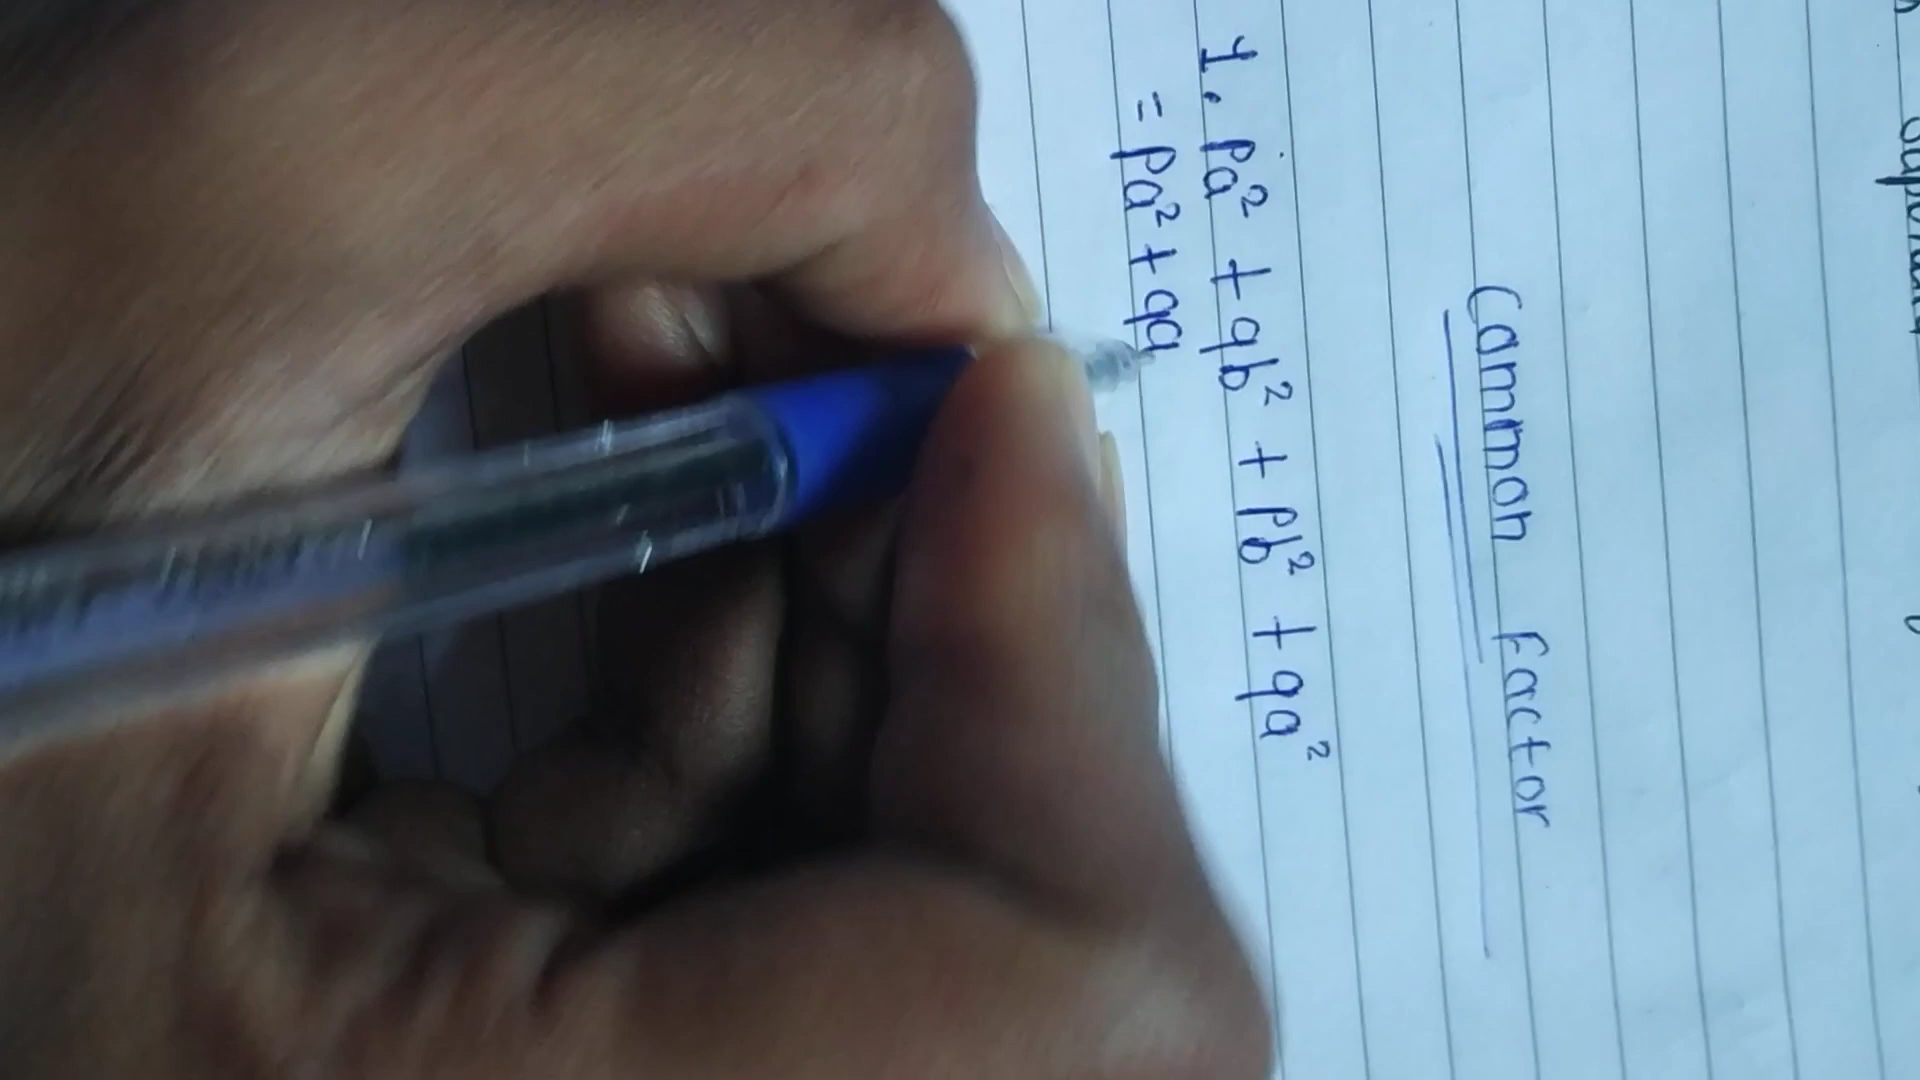 Common Factor
1. Pa² + qb² + Pb² + qa²
= Pa² + qa